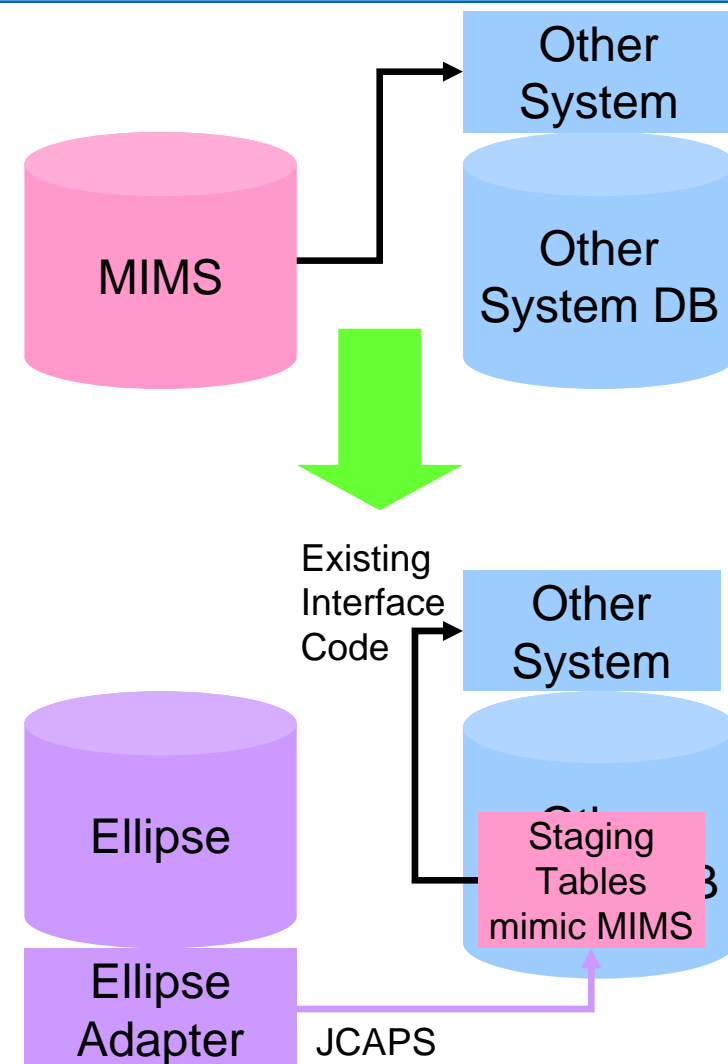 Other
System
MIMS
Other
System DB
Existing
Interface
Code
Other
System
Ellipse
Staging
Tables
mimic MIMS
Ellipse
Adapter
JCAPS